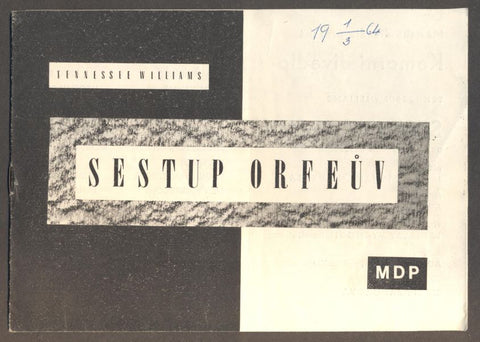 19 1/3 64
TENNESSEE WILLIAMS
SESTUP ORFEŮV
MDP